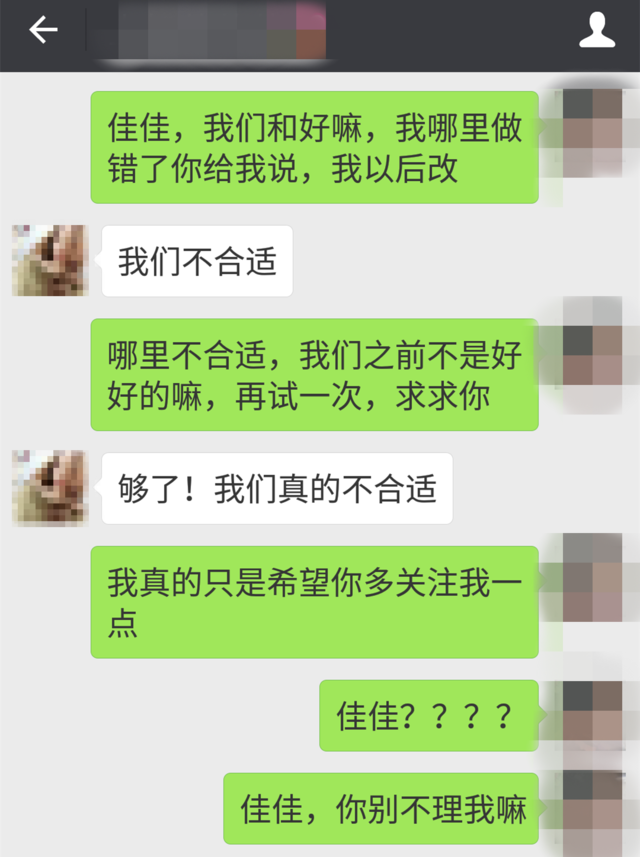 佳佳，我们和好嘛，我哪里做
错了你给我说，我以后改
我们不合适
哪里不合适，我们之前不是好
好的嘛，再试一次，求求你
够了！我们真的不合适
我真的只是希望你多关注我一
点
佳佳？？？？
佳佳，你别不理我嘛